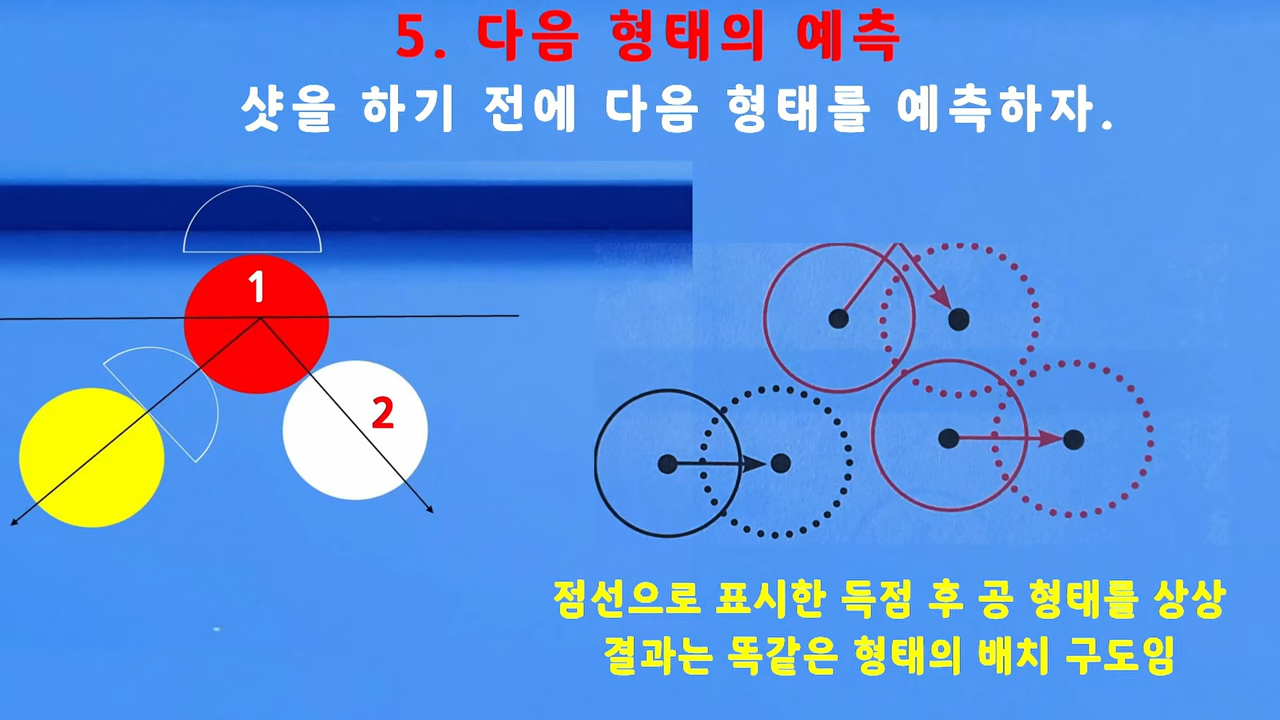 5. 다음 형태의 예측
샷을 하기 전에 다음 형태를 예측하자.
1
2
점선으로 표시한 득점 후 공 형태를 상상
결과는 똑같은 형태의 배치 구도임